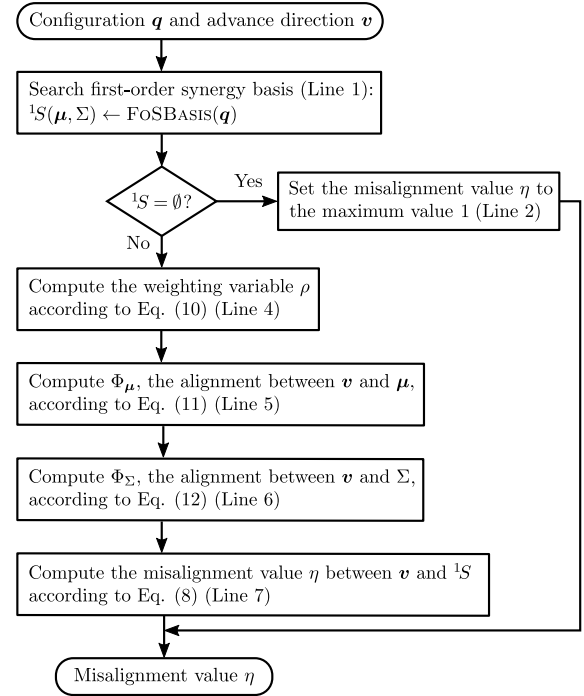 Configuration q and advance direction v
Search first-order synergy basis (Line 1):
¹S(μ, Σ) ← FOSBASIS(q)
¹S = ∅?
Yes
Set the misalignment value η to
the maximum value 1 (Line 2)
No
Compute the weighting variable ρ
according to Eq. (10) (Line 4)
Compute Φμ, the alignment between v and μ,
according to Eq. (11) (Line 5)
Compute ΦΣ, the alignment between v and Σ,
according to Eq. (12) (Line 6)
Compute the misalignment value η between v and ¹S
according to Eq. (8) (Line 7)
Misalignment value η